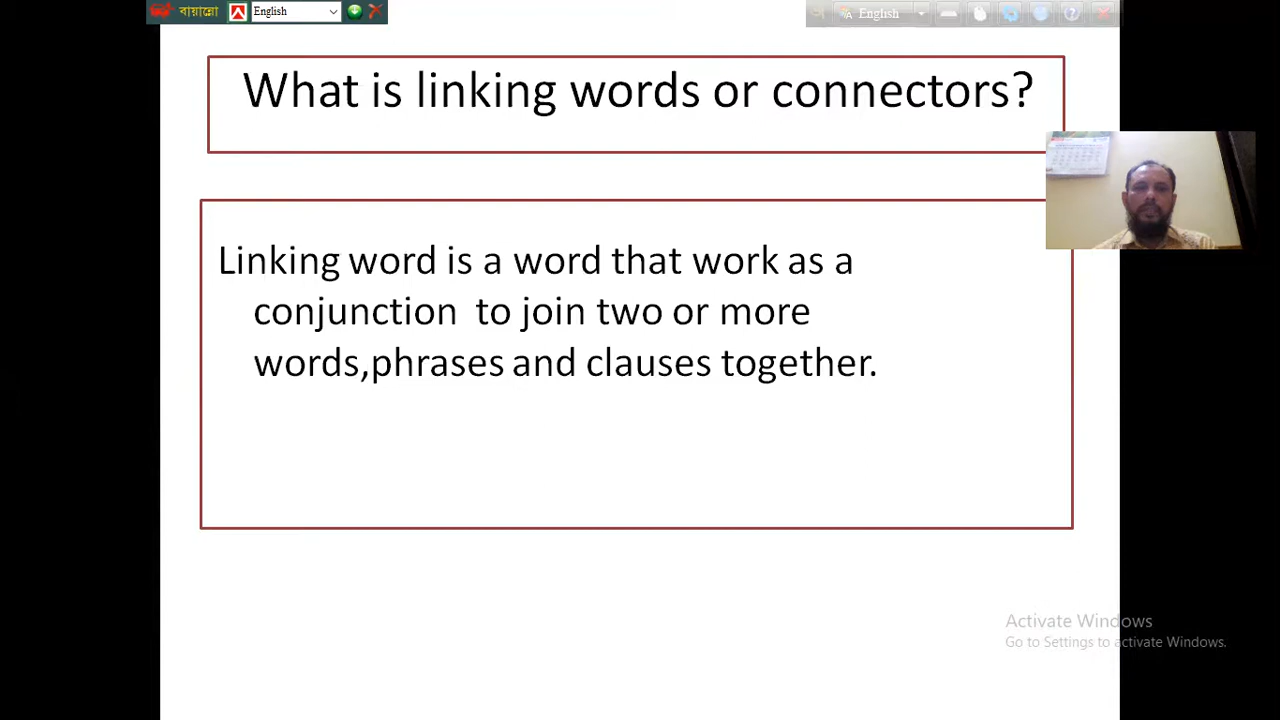 বায়ান্নো English English
What is linking words or connectors?
Linking word is a word that work as a
conjunction to join two or more
words,phrases and clauses together.
Activate Windows
Go to Settings to activate Windows.